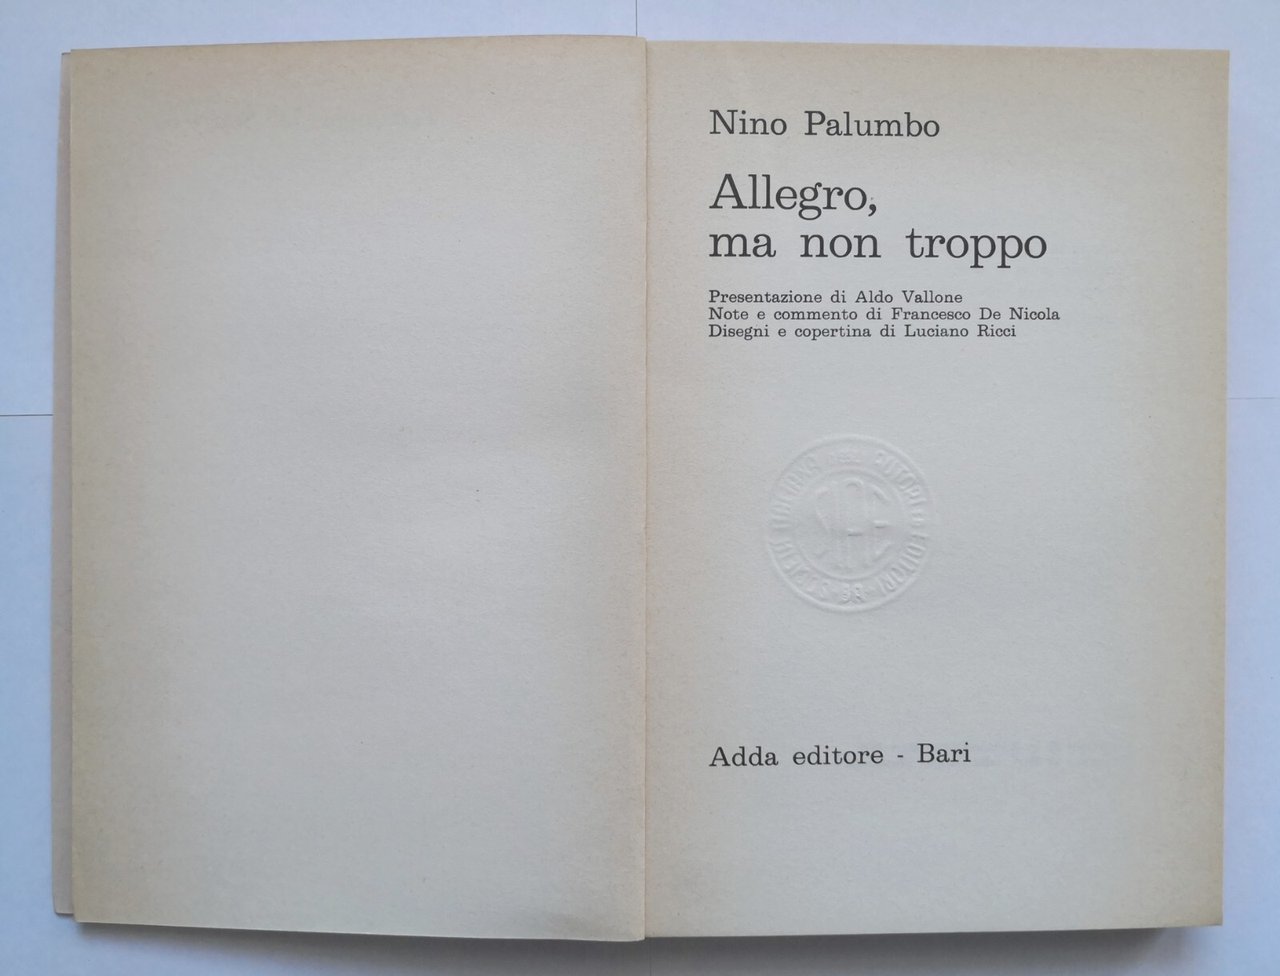 Nino Palumbo
Allegro,
ma non troppo
Presentazione di Aldo Vallone
Note e commento di Francesco De Nicola
Disegni e copertina di Luciano Ricci
SIAE
Adda editore - Bari